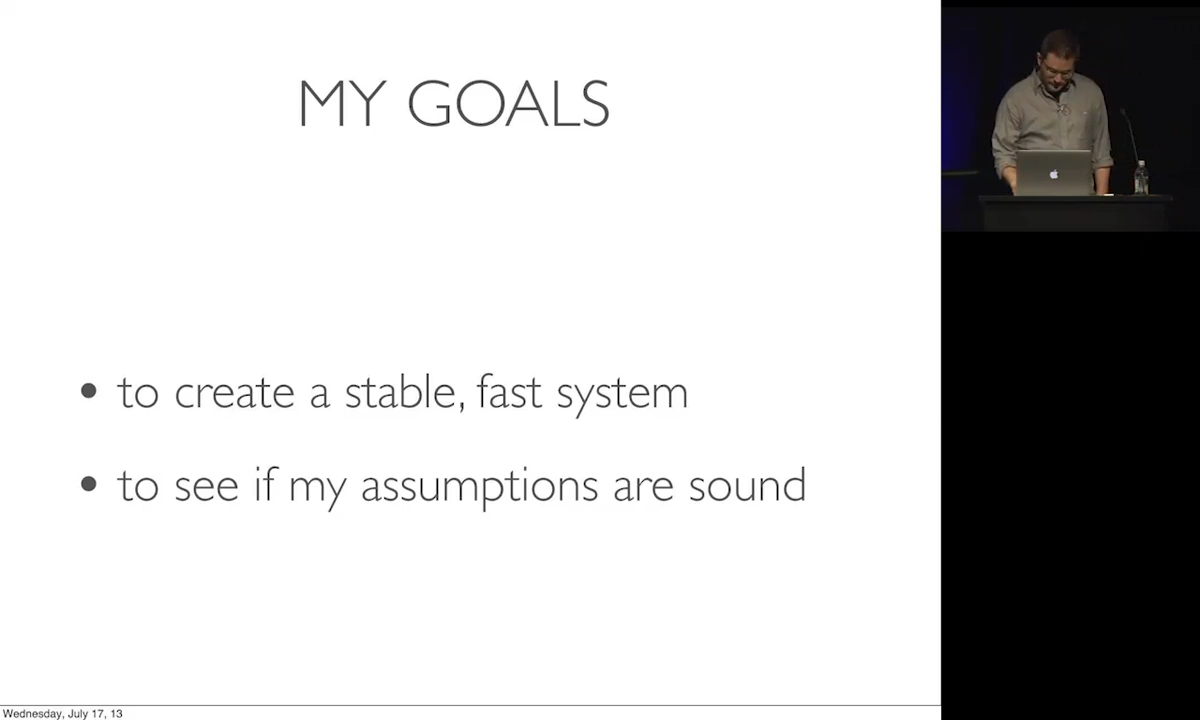 MY GOALS
• to create a stable, fast system
• to see if my assumptions are sound
Wednesday, July 17, 13